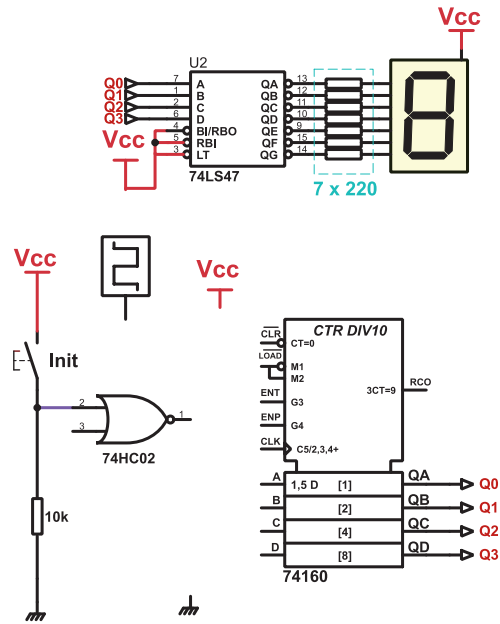 Vcc
U2
Q0 7 A QA 13
Q1 1 B QB 12
Q2 2 C QC 11
Q3 6 D QD 10
4 BI/RBO QE 9
Vcc 5 RBI QF 15
3 LT QG 14
74LS47
7 x 220
Vcc
Vcc
Init
2
3
1
74HC02
10k
CTR DIV10
CLR CT=0
LOAD M1
M2
3CT=9 RCO
ENT G3
ENP G4
CLK C5/2,3,4+
A 1,5 D [1] QA Q0
B [2] QB Q1
C [4] QC Q2
D [8] QD Q3
74160